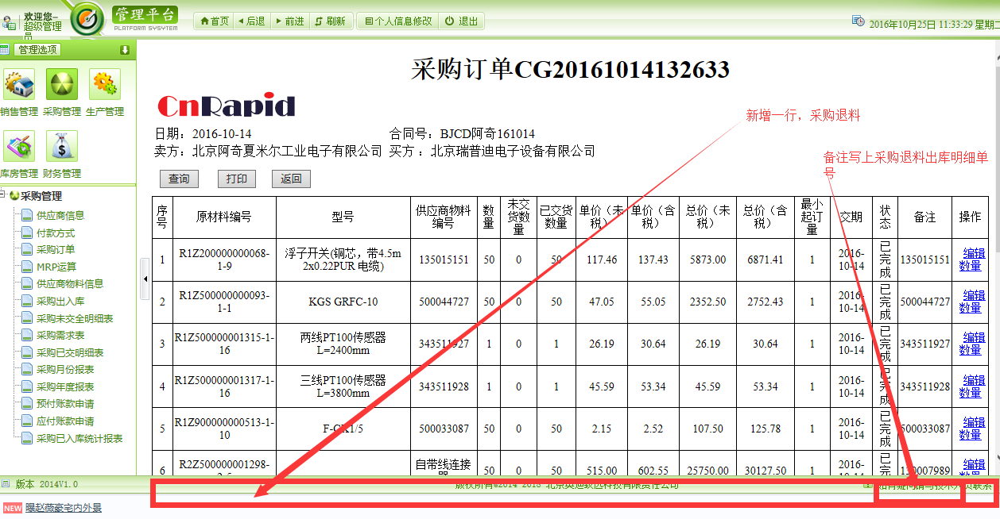 欢迎您–
超级管理
员
管理平台
PLATFORM SYSYTEM
首页 后退 前进 刷新 个人信息修改 退出
2016年10月25日 11:33:29 星期二
管理选项
销售管理 采购管理 生产管理
库房管理 财务管理
采购管理
供应商信息
付款方式
采购订单
MRP运算
供应商物料信息
采购出入库
采购未交全明细表
采购需求表
采购已交明细表
采购月份报表
采购年度报表
预付账款申请
应付账款申请
采购已入库统计报表
采购订单CG20161014132633
CnRapid
新增一行，采购退料
备注写上采购退料出库明细单
号
日期：2016-10-14 合同号：BJCD阿奇161014
卖方：北京阿奇夏米尔工业电子有限公司 买方：北京瑞普迪电子设备有限公司
查询 打印 返回
序号 原材料编号 型号 供应商物料编号 数量 未交货数量 已交货数量 单价（未税） 单价（含税） 总价（未税） 总价（含税） 最小起订量 交期 状态 备注 操作
1 R1Z200000000068-1-9 浮子开关(铜芯，带4.5m 2x0.22PUR 电缆) 135015151 50 0 50 117.46 137.43 5873.00 6871.41 1 2016-10-14 已完成 135015151 编辑数量
2 R1Z500000000093-1-1 KGS GRFC-10 500044727 50 0 50 47.05 55.05 2352.50 2752.43 1 2016-10-14 已完成 500044727 编辑数量
3 R1Z500000001315-1-16 两线PT100传感器 L=2400mm 343511927 1 0 1 26.19 30.64 26.19 30.64 1 2016-10-14 已完成 343511927 编辑数量
4 R1Z500000001317-1-16 三线PT100传感器 L=3800mm 343511928 1 0 1 45.59 53.34 45.59 53.34 1 2016-10-14 已完成 343511928 编辑数量
5 R1Z900000000513-1-10 F-GK1/5 500033087 50 0 50 2.15 2.52 107.50 125.78 1 2016-10-14 已完成 500033087 编辑数量
6 R2Z500000001298- 自带线连接 50 0 50 515.00 602.55 25750.00 30127.50 1 2016- 已完 130007989 编辑
版本 2014V1.0
如有疑问请与技术人员联系
NEW 曝赵薇豪宅内外景